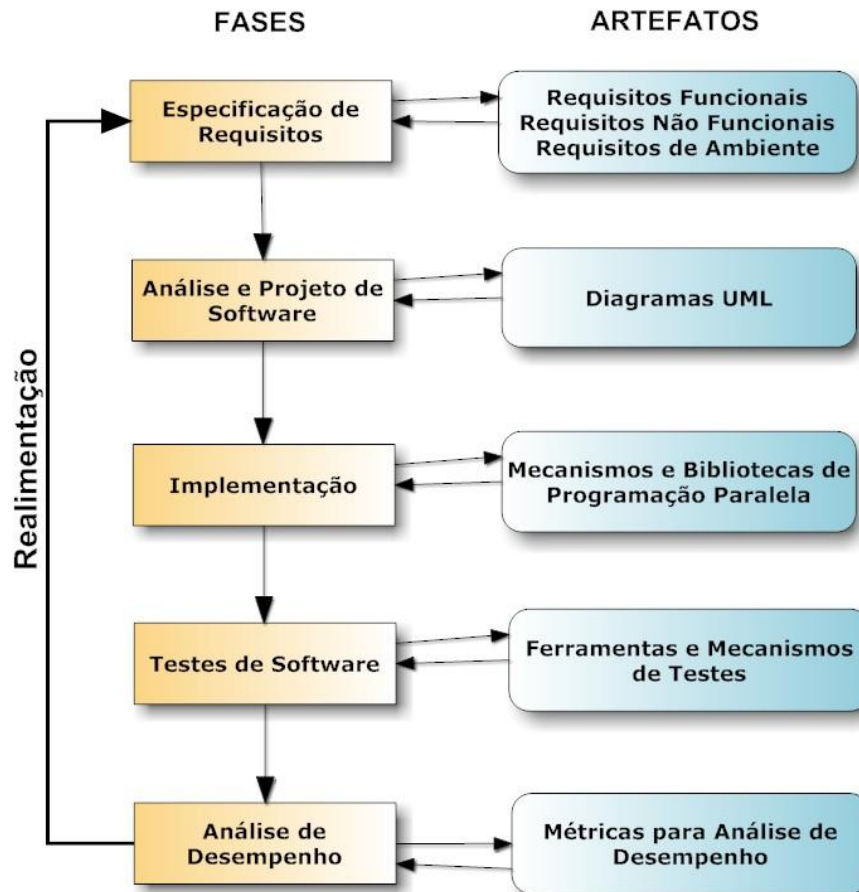 FASES
ARTEFATOS
Especificação de
Requisitos
Requisitos Funcionais
Requisitos Não Funcionais
Requisitos de Ambiente
Análise e Projeto de
Software
Diagramas UML
Implementação
Mecanismos e Bibliotecas de
Programação Paralela
Testes de Software
Ferramentas e Mecanismos
de Testes
Análise de
Desempenho
Métricas para Análise de
Desempenho
Realimentação